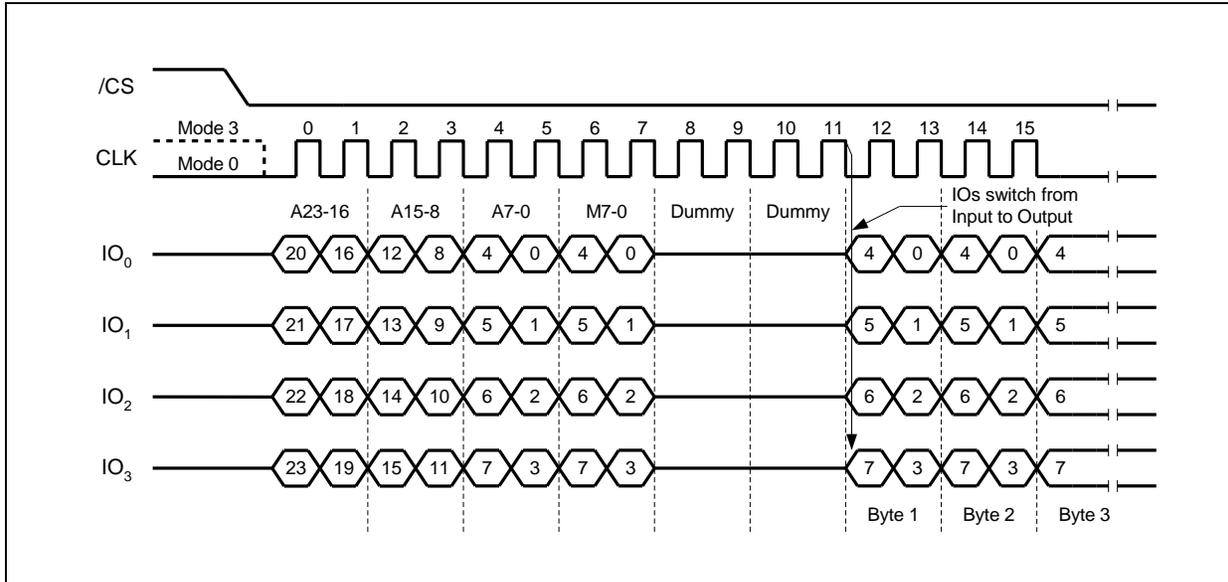 /CS
Mode 3
0 1 2 3 4 5 6 7 8 9 10 11 12 13 14 15
CLK
Mode 0
IOs switch from
Input to Output
A23-16 A15-8 A7-0 M7-0 Dummy Dummy
IO0 20 16 12 8 4 0 4 0 4 0 4 0 4
IO1 21 17 13 9 5 1 5 1 5 1 5 1 5
IO2 22 18 14 10 6 2 6 2 6 2 6 2 6
IO3 23 19 15 11 7 3 7 3 7 3 7 3 7
Byte 1 Byte 2 Byte 3